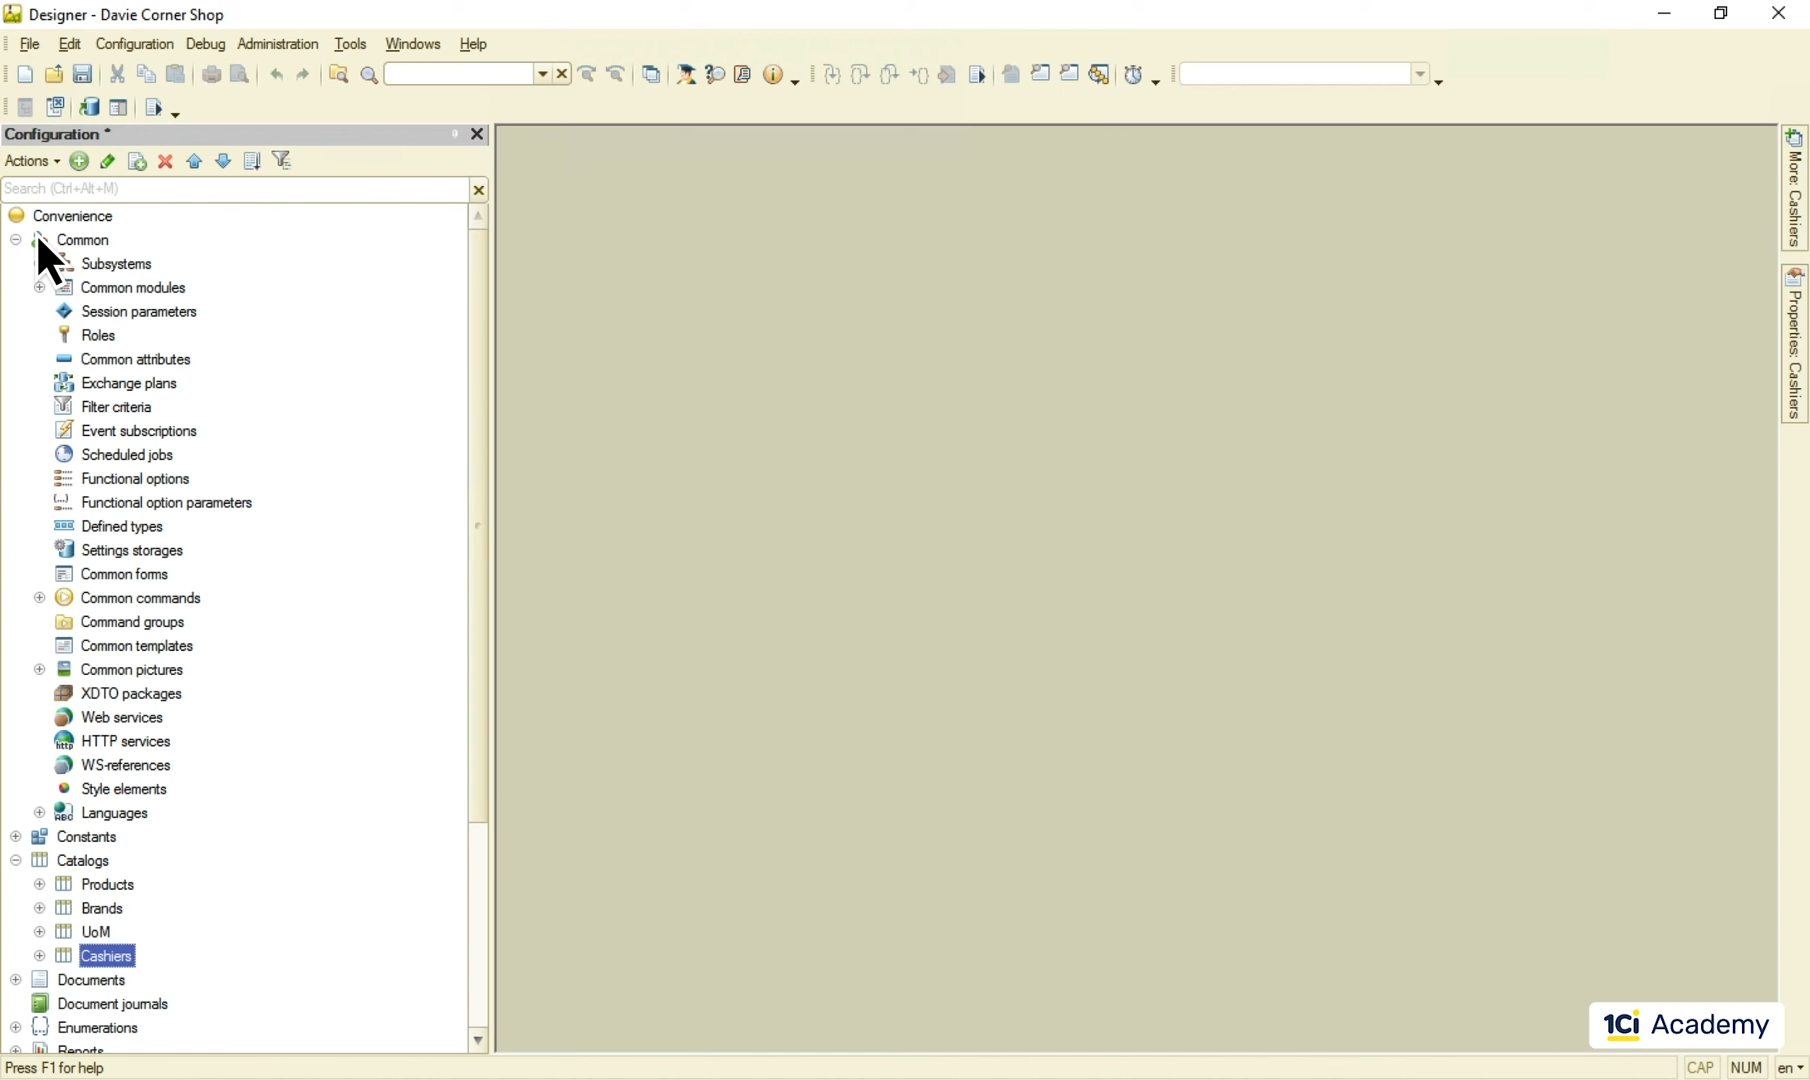 Designer - Davie Corner Shop
File Edit Configuration Debug Administration Tools Windows Help
Configuration *
Actions
Search (Ctrl+Alt+M)
Convenience
Common
Subsystems
Common modules
Session parameters
Roles
Common attributes
Exchange plans
Filter criteria
Event subscriptions
Scheduled jobs
Functional options
Functional option parameters
Defined types
Settings storages
Common forms
Common commands
Command groups
Common templates
Common pictures
XDTO packages
Web services
HTTP services
WS-references
Style elements
Languages
Constants
Catalogs
Products
Brands
UoM
Cashiers
Documents
Document journals
Enumerations
Reports
More: Cashiers
Properties: Cashiers
1Ci Academy
Press F1 for help
CAP NUM en